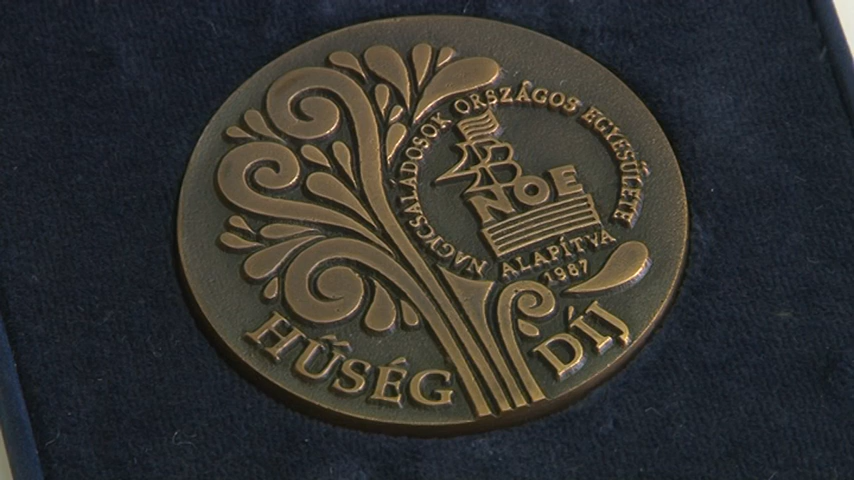 NAGYCSALÁDOSOK ORSZÁGOS EGYESÜLETE
NOE
ALAPÍTVA
1987
HŰSÉG DÍJ